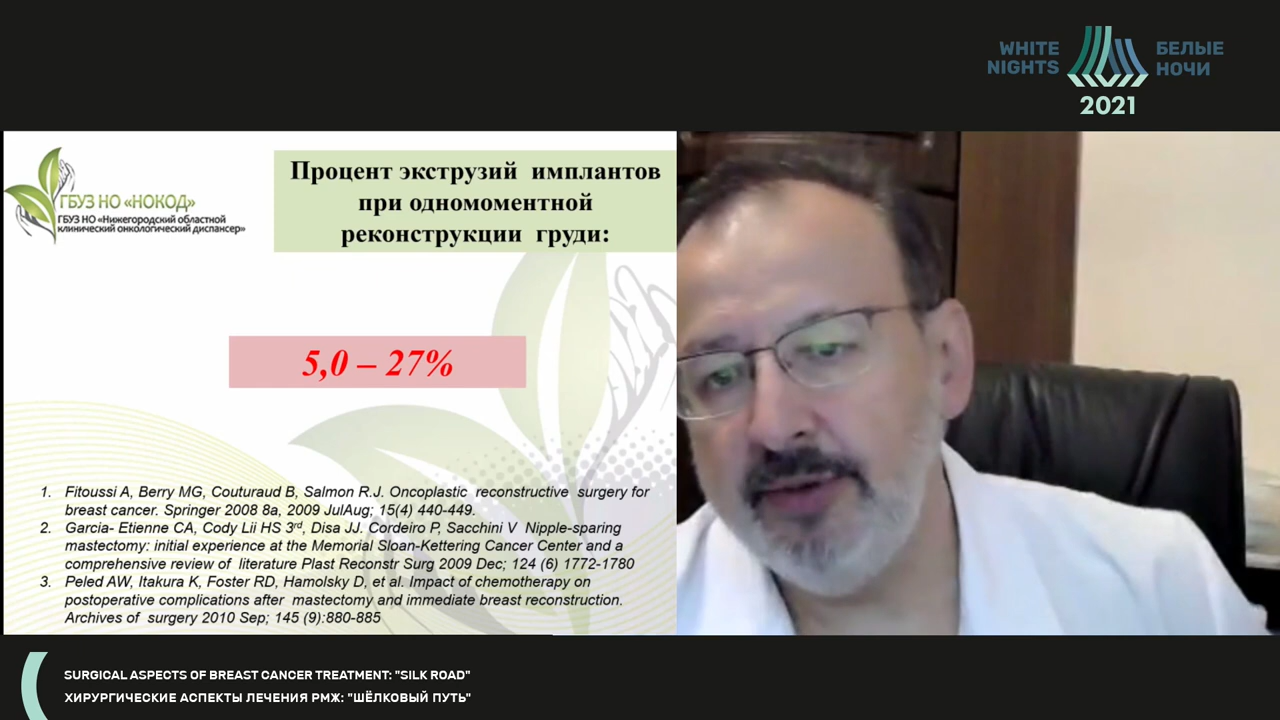 WHITE NIGHTS
БЕЛЫЕ НОЧИ
2021
ГБУЗ НО «НОКОД»
ГБУЗ НО «Нижегородский областной
клинический онкологический диспансер»
Процент экструзий имплантов
при одномоментной
реконструкции груди:
5,0 – 27%
1. Fitoussi A, Berry MG, Couturaud B, Salmon R.J. Oncoplastic reconstructive surgery for
breast cancer. Springer 2008 8a, 2009 JulAug; 15(4) 440-449.
2. Garcia- Etienne CA, Cody Lii HS 3rd, Disa JJ. Cordeiro P, Sacchini V Nipple-sparing
mastectomy: initial experience at the Memorial Sloan-Kettering Cancer Center and a
comprehensive review of literature Plast Reconstr Surg 2009 Dec; 124 (6) 1772-1780
3. Peled AW, Itakura K, Foster RD, Hamolsky D, et al. Impact of chemotherapy on
postoperative complications after mastectomy and immediate breast reconstruction.
Archives of surgery 2010 Sep; 145 (9):880-885
SURGICAL ASPECTS OF BREAST CANCER TREATMENT: "SILK ROAD"
ХИРУРГИЧЕСКИЕ АСПЕКТЫ ЛЕЧЕНИЯ РМЖ: "ШЁЛКОВЫЙ ПУТЬ"